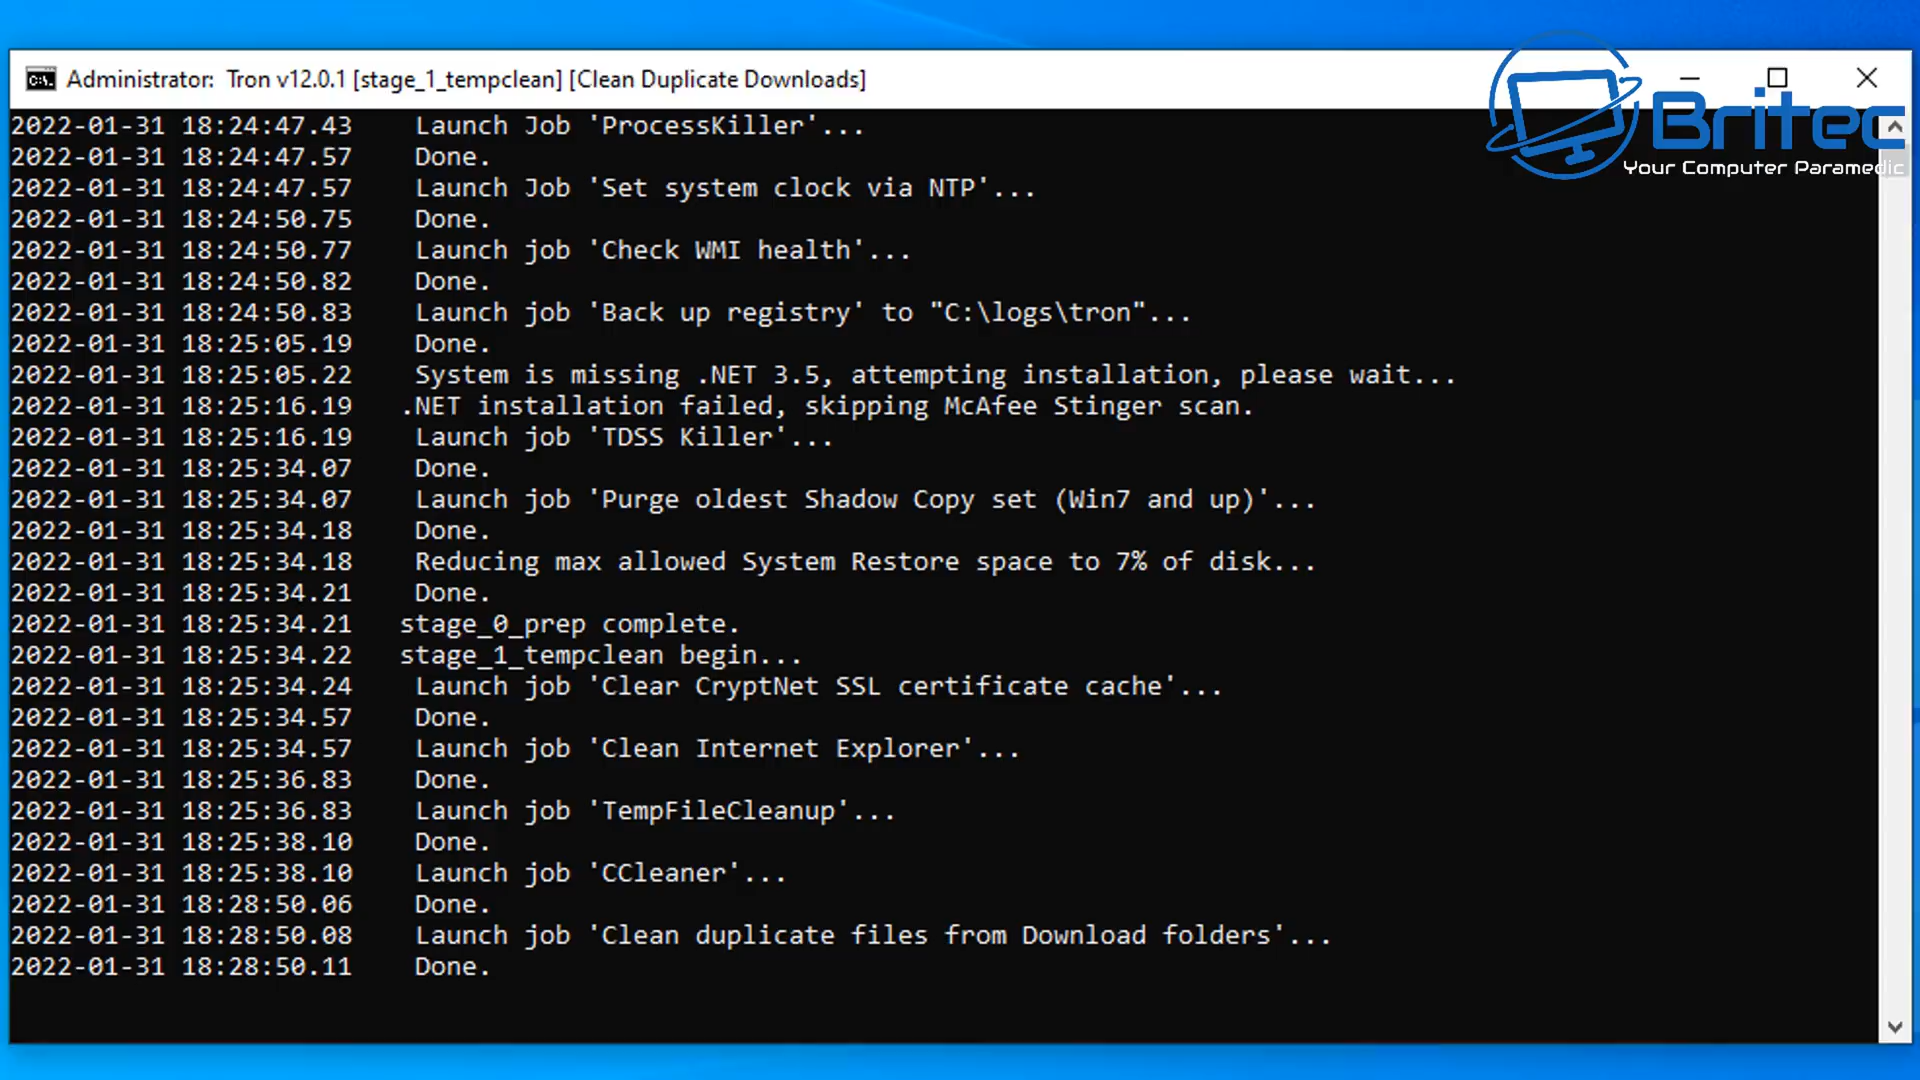 Administrator: Tron v12.0.1 [stage_1_tempclean] [Clean Duplicate Downloads]
Britec
Your Computer Paramedic
2022-01-31 18:24:47.43 Launch Job 'ProcessKiller'...
2022-01-31 18:24:47.57 Done.
2022-01-31 18:24:47.57 Launch Job 'Set system clock via NTP'...
2022-01-31 18:24:50.75 Done.
2022-01-31 18:24:50.77 Launch job 'Check WMI health'...
2022-01-31 18:24:50.82 Done.
2022-01-31 18:24:50.83 Launch job 'Back up registry' to "C:\logs\tron"...
2022-01-31 18:25:05.19 Done.
2022-01-31 18:25:05.22 System is missing .NET 3.5, attempting installation, please wait...
2022-01-31 18:25:16.19 .NET installation failed, skipping McAfee Stinger scan.
2022-01-31 18:25:16.19 Launch job 'TDSS Killer'...
2022-01-31 18:25:34.07 Done.
2022-01-31 18:25:34.07 Launch job 'Purge oldest Shadow Copy set (Win7 and up)'...
2022-01-31 18:25:34.18 Done.
2022-01-31 18:25:34.18 Reducing max allowed System Restore space to 7% of disk...
2022-01-31 18:25:34.21 Done.
2022-01-31 18:25:34.21 stage_0_prep complete.
2022-01-31 18:25:34.22 stage_1_tempclean begin...
2022-01-31 18:25:34.24 Launch job 'Clear CryptNet SSL certificate cache'...
2022-01-31 18:25:34.57 Done.
2022-01-31 18:25:34.57 Launch job 'Clean Internet Explorer'...
2022-01-31 18:25:36.83 Done.
2022-01-31 18:25:36.83 Launch job 'TempFileCleanup'...
2022-01-31 18:25:38.10 Done.
2022-01-31 18:25:38.10 Launch job 'CCleaner'...
2022-01-31 18:28:50.06 Done.
2022-01-31 18:28:50.08 Launch job 'Clean duplicate files from Download folders'...
2022-01-31 18:28:50.11 Done.